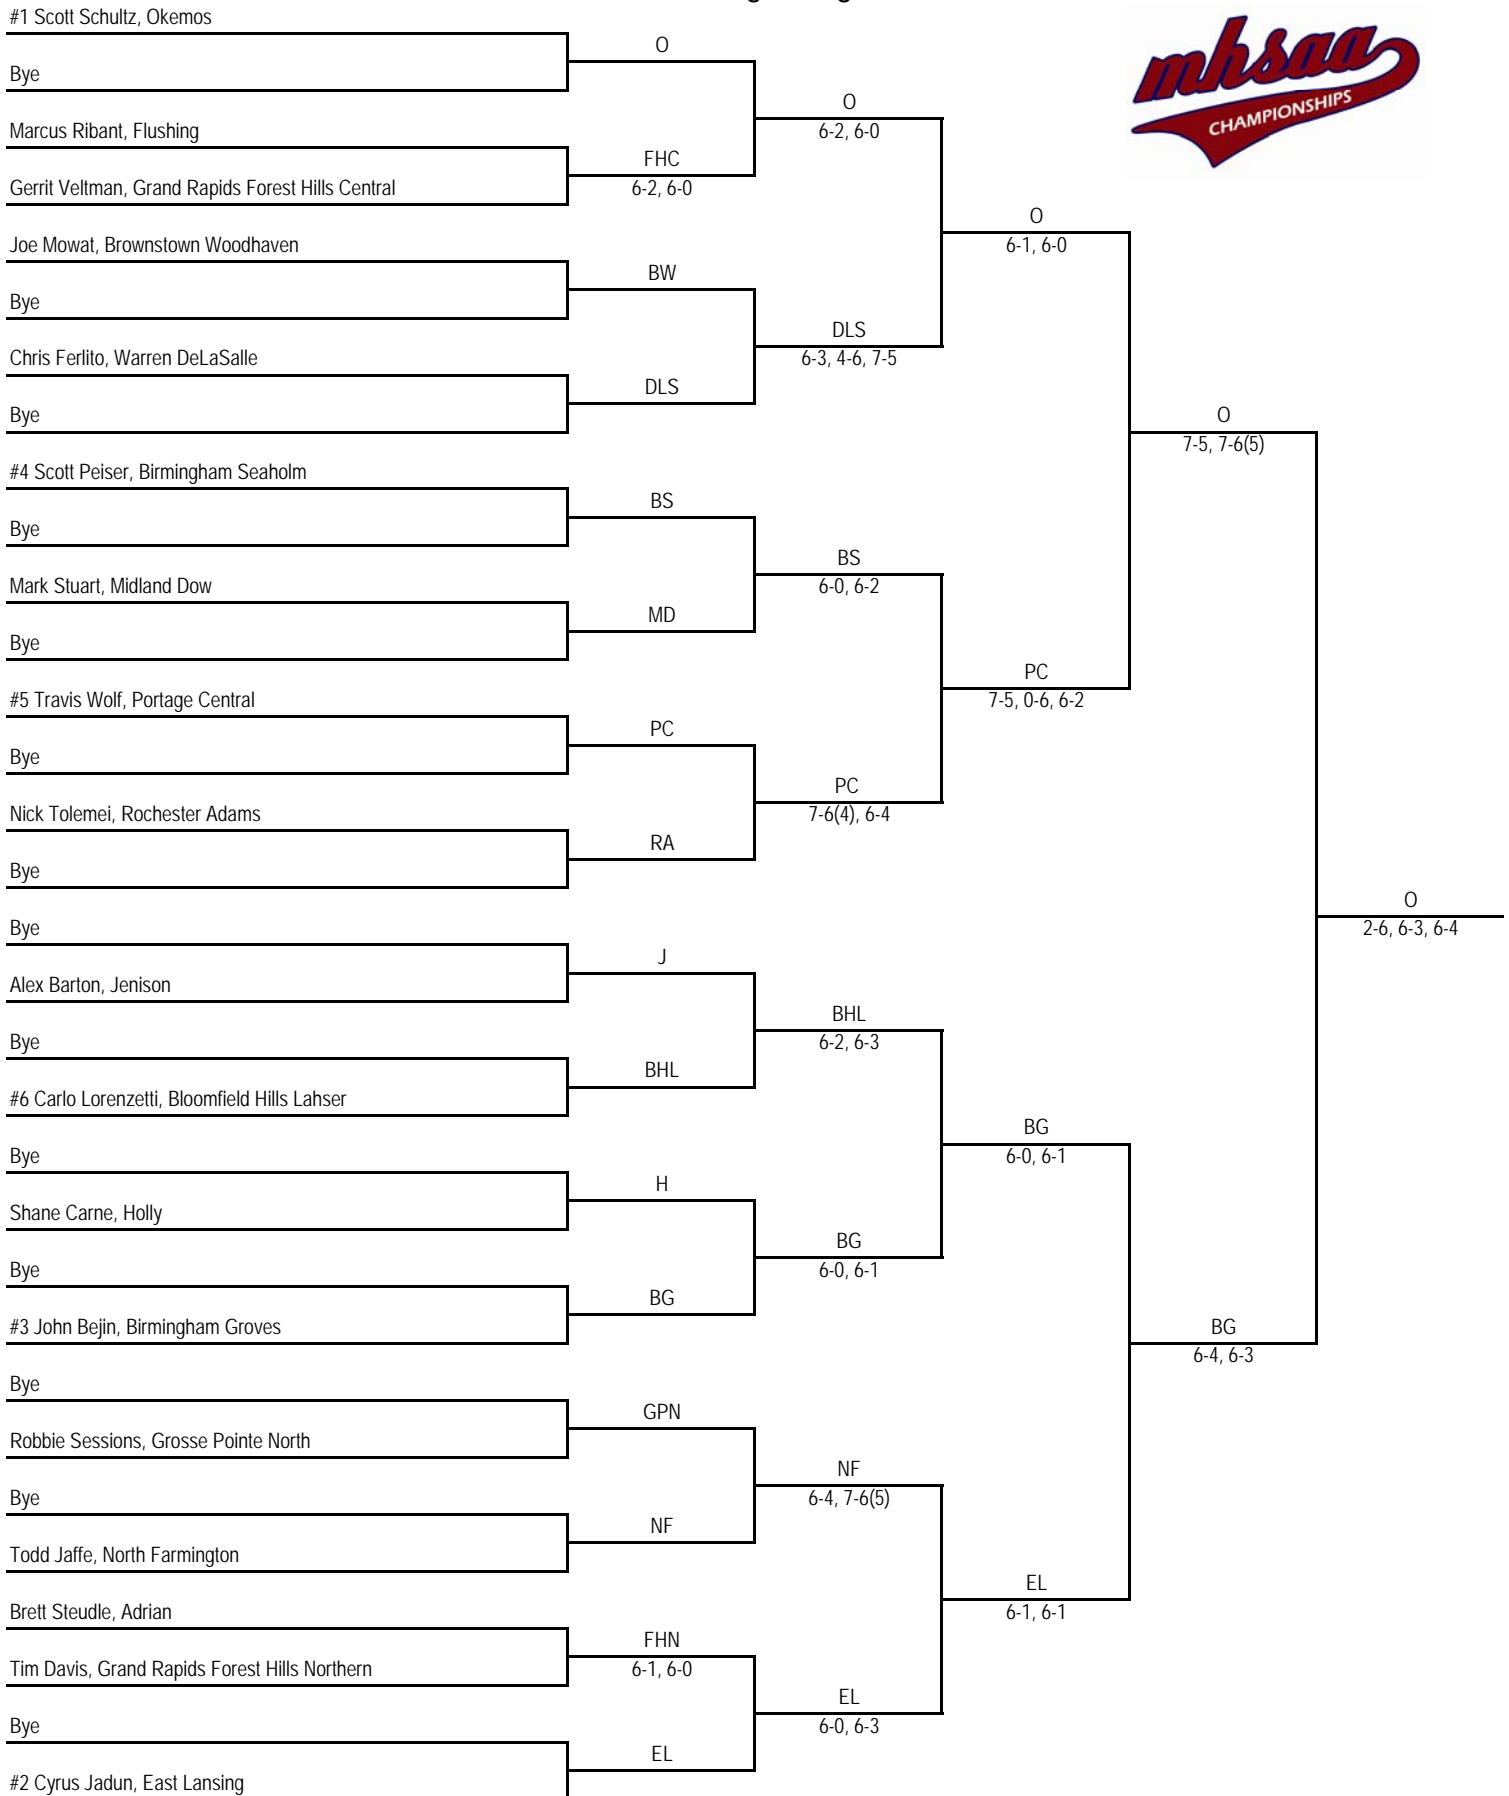 #1 Scott Schultz, Okemos
Bye
Marcus Ribant, Flushing
Gerrit Veltman, Grand Rapids Forest Hills Central
Joe Mowat, Brownstown Woodhaven
Bye
Chris Ferlito, Warren DeLaSalle
Bye
#4 Scott Peiser, Birmingham Seaholm
Bye
Mark Stuart, Midland Dow
Bye
#5 Travis Wolf, Portage Central
Bye
Nick Tolemei, Rochester Adams
Bye
Bye
Alex Barton, Jenison
Bye
#6 Carlo Lorenzetti, Bloomfield Hills Lahser
Bye
Shane Carne, Holly
Bye
#3 John Bejin, Birmingham Groves
Bye
Robbie Sessions, Grosse Pointe North
Bye
Todd Jaffe, North Farmington
Brett Steudle, Adrian
Tim Davis, Grand Rapids Forest Hills Northern
Bye
#2 Cyrus Jadun, East Lansing
O
FHC
6-2, 6-0
BW
DLS
BS
MD
PC
RA
J
BHL
H
BG
GPN
NF
FHN
6-1, 6-0
EL
O
6-2, 6-0
DLS
6-3, 4-6, 7-5
BS
6-0, 6-2
PC
7-6(4), 6-4
BHL
6-2, 6-3
BG
6-0, 6-1
NF
6-4, 7-6(5)
EL
6-0, 6-3
O
6-1, 6-0
PC
7-5, 0-6, 6-2
BG
6-0, 6-1
EL
6-1, 6-1
O
7-5, 7-6(5)
BG
6-4, 6-3
O
2-6, 6-3, 6-4
mhsaa
CHAMPIONSHIPS